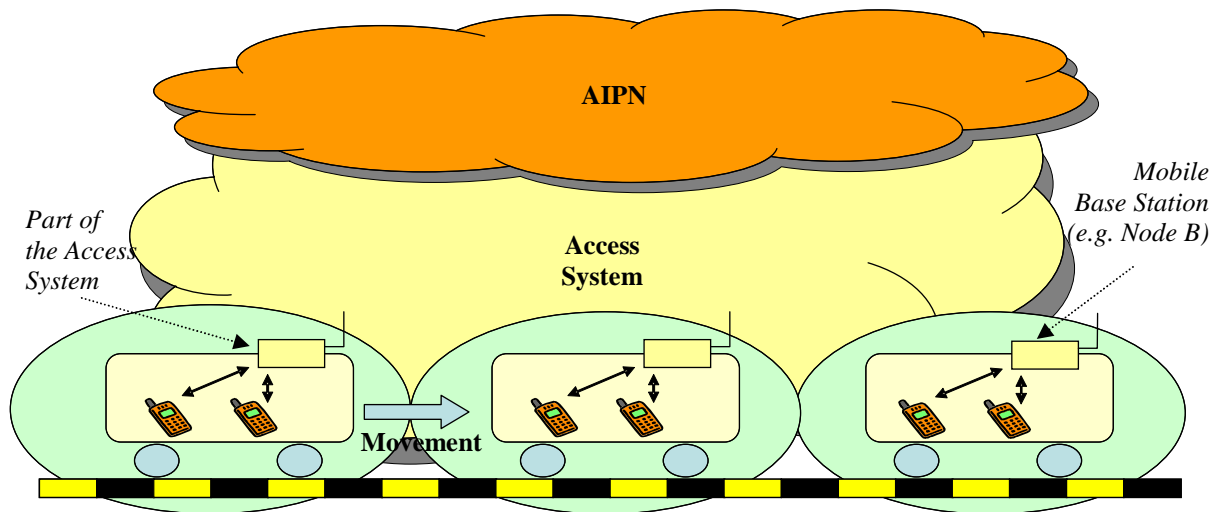 AIPN
Mobile
Base Station
(e.g. Node B)
Part of
the Access
System
Access
System
Movement